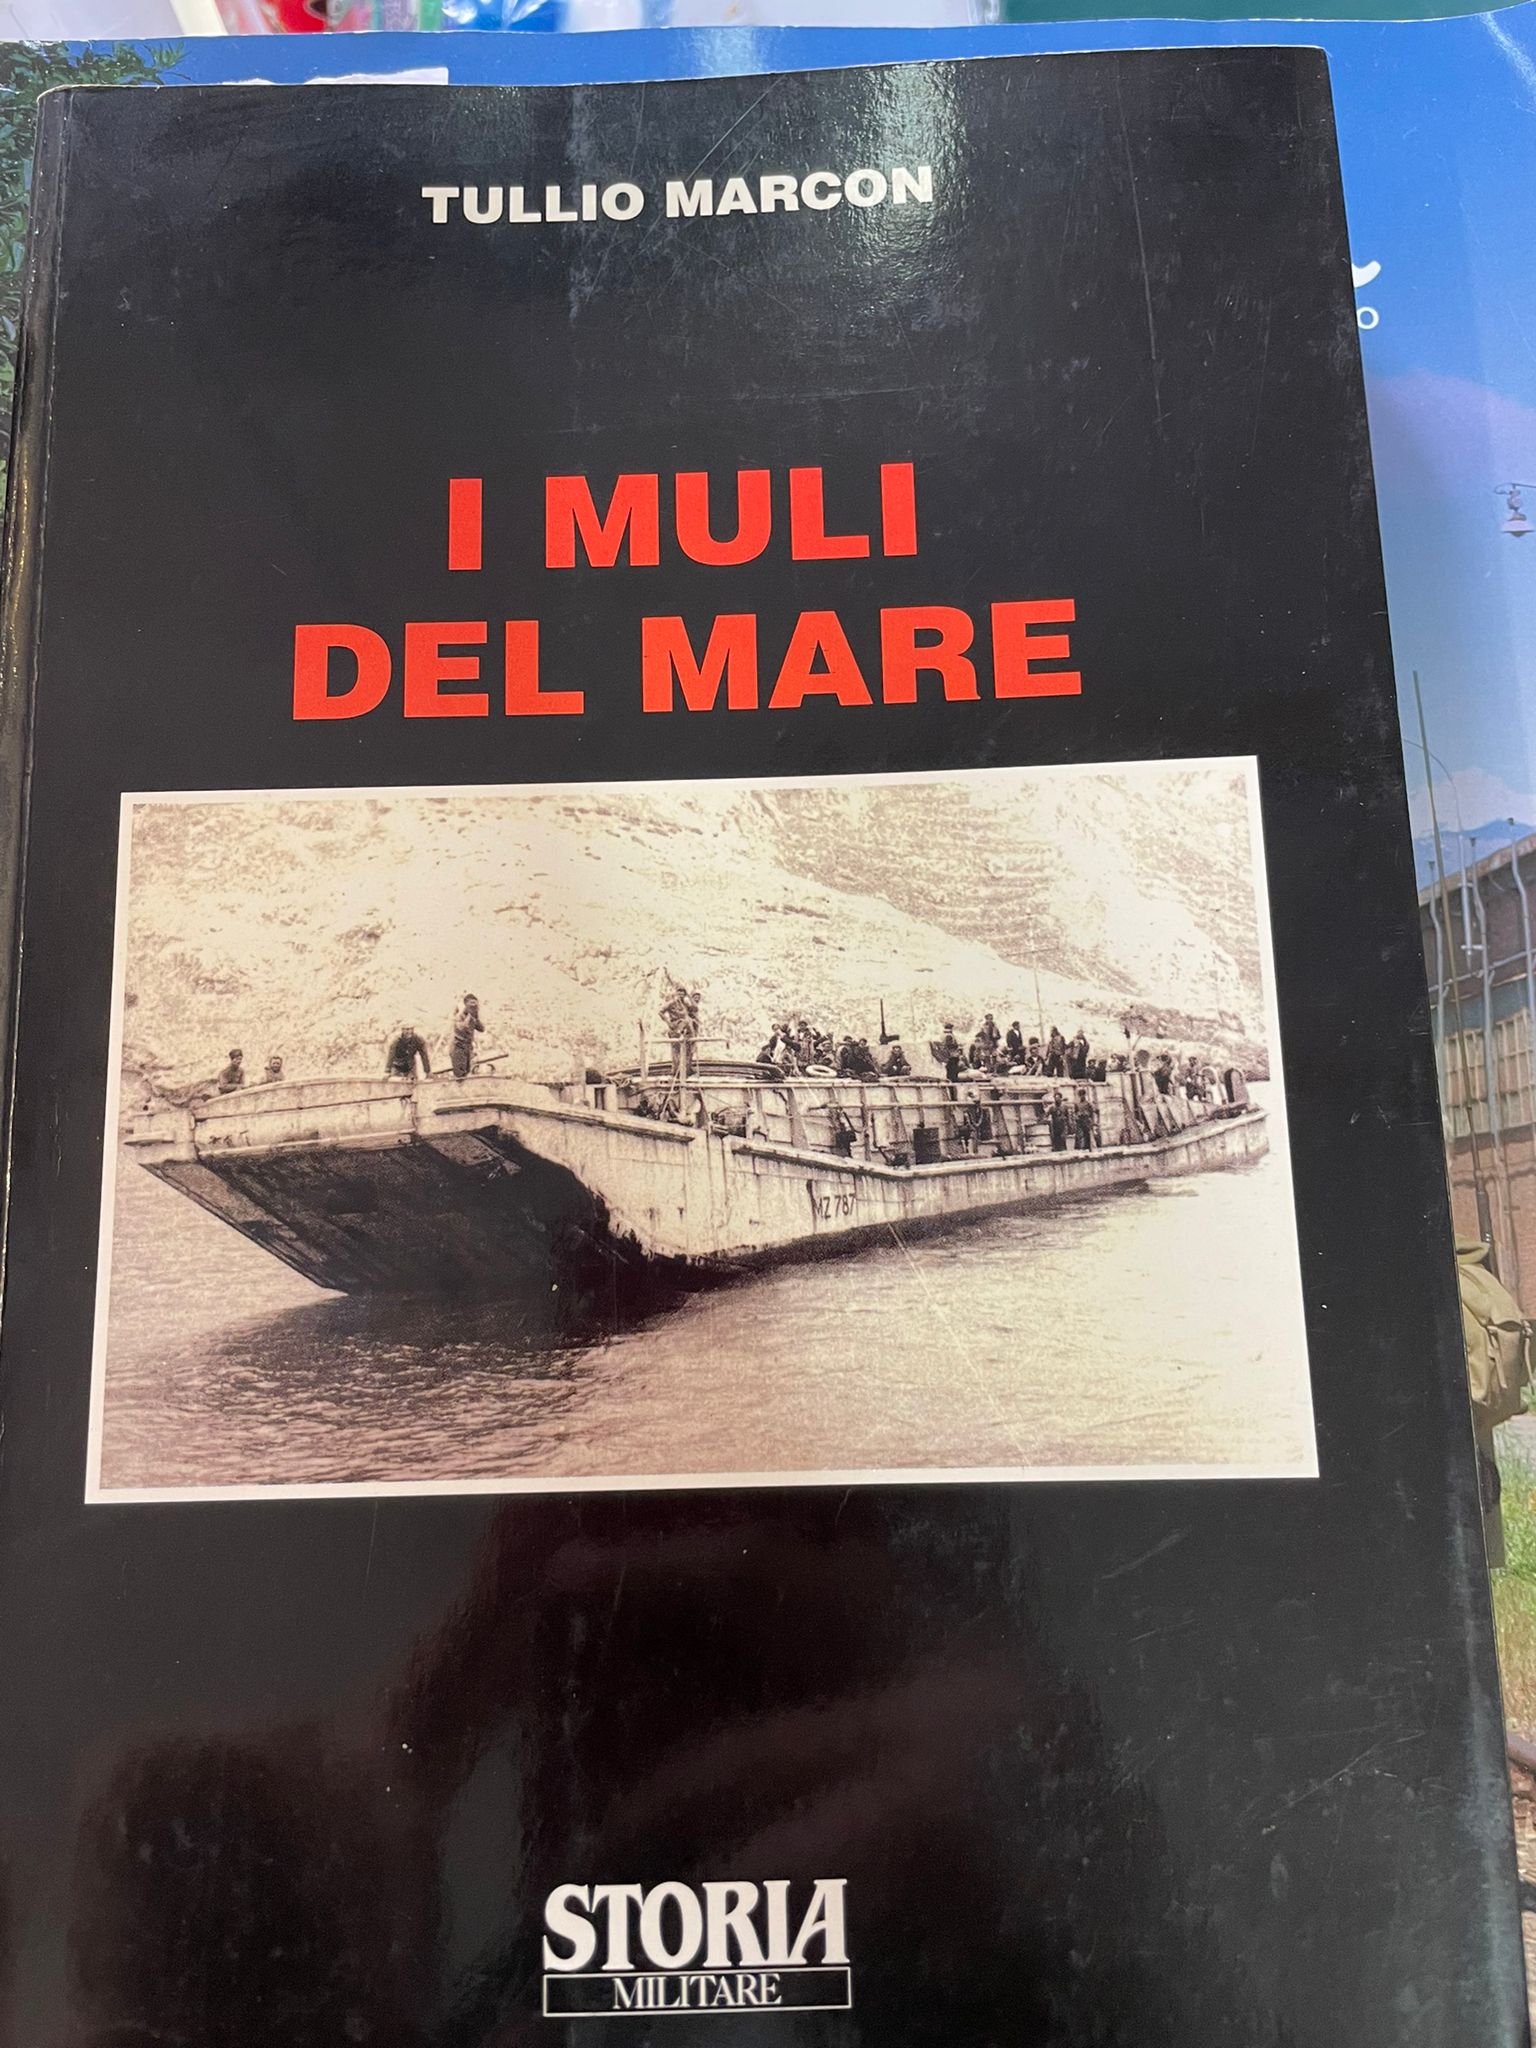 TULLIO MARCON
I MULI
DEL MARE
MZ 787
STORIA
MILITARE